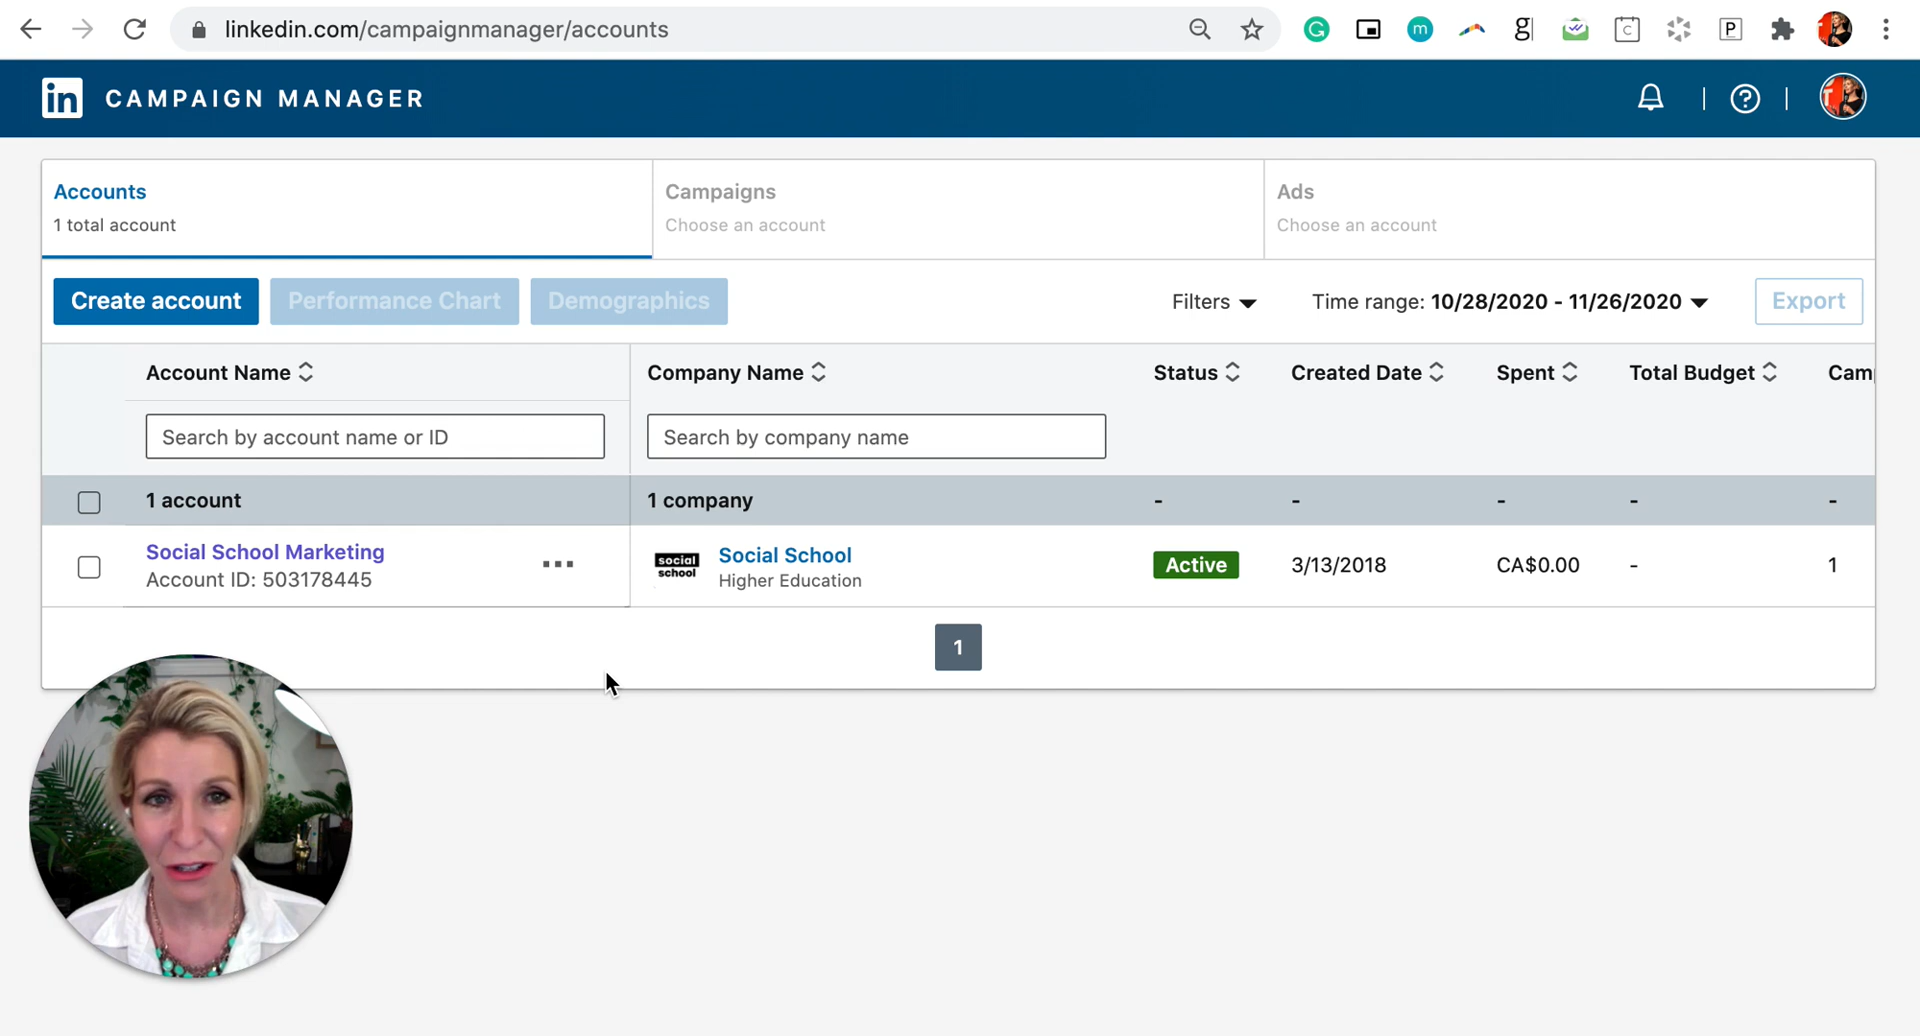 linkedin.com/campaignmanager/accounts
in CAMPAIGN MANAGER
Accounts
1 total account
Campaigns
Choose an account
Ads
Choose an account
Create account
Performance Chart
Demographics
Filters
Time range: 10/28/2020 - 11/26/2020
Export
Account Name
Company Name
Status
Created Date
Spent
Total Budget
Cam
Search by account name or ID
Search by company name
1 account
1 company
-
-
-
-
-
Social School Marketing
Account ID: 503178445
social
school
Social School
Higher Education
Active
3/13/2018
CA$0.00
-
1
1